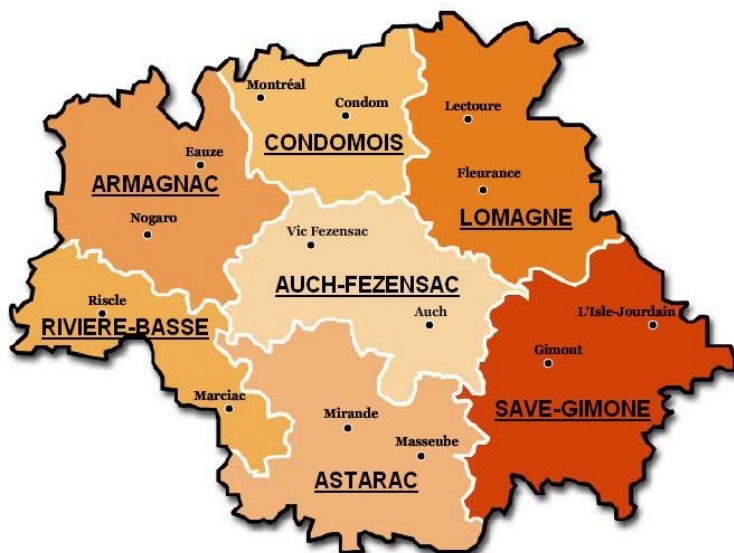 Montréal
Condom
CONDOMOIS
Lectoure
Fleurance
LOMAGNE
Eauze
ARMAGNAC
Nogaro
Vic Fezensac
AUCH-FEZENSAC
Auch
Riscle
RIVIERE-BASSE
Marciac
L'Isle-Jourdain
Gimont
SAVE-GIMONE
Mirande
Masseube
ASTARAC